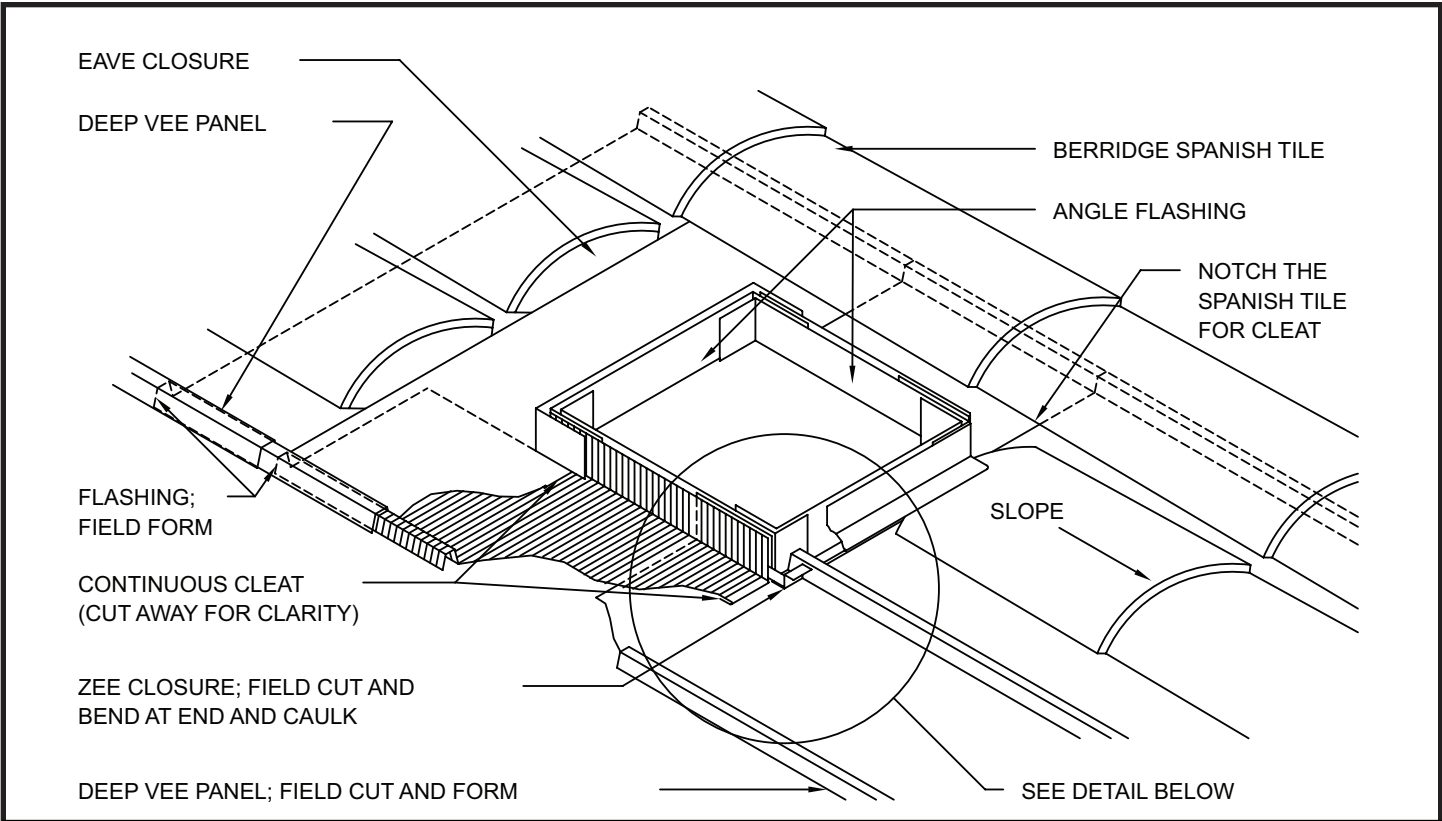 EAVE CLOSURE
DEEP VEE PANEL
BERRIDGE SPANISH TILE
ANGLE FLASHING
NOTCH THE
SPANISH TILE
FOR CLEAT
FLASHING;
FIELD FORM
SLOPE
CONTINUOUS CLEAT
(CUT AWAY FOR CLARITY)
ZEE CLOSURE; FIELD CUT AND
BEND AT END AND CAULK
DEEP VEE PANEL; FIELD CUT AND FORM
SEE DETAIL BELOW